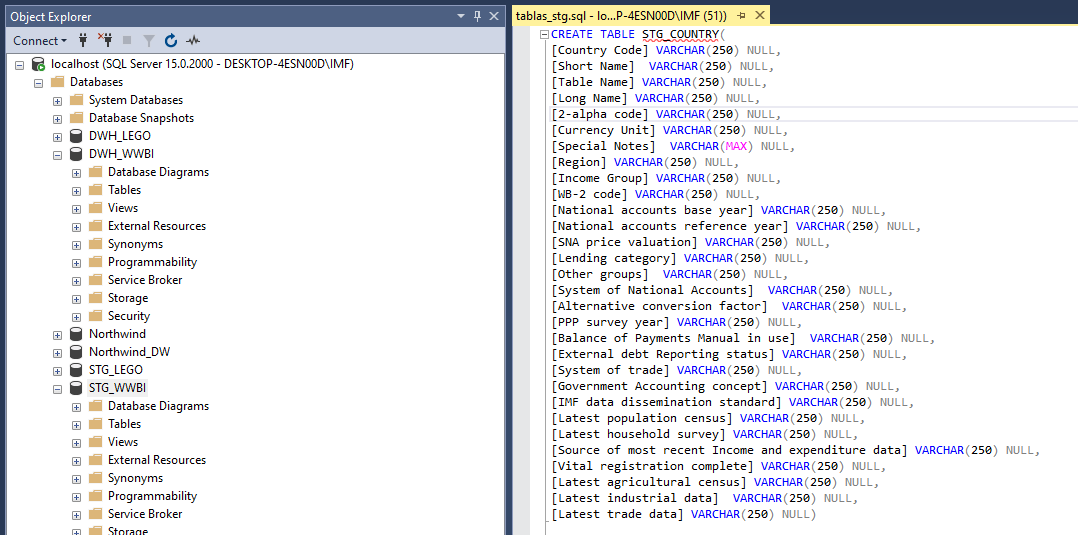 Object Explorer
Connect
localhost (SQL Server 15.0.2000 - DESKTOP-4ESN00D\IMF)
Databases
System Databases
Database Snapshots
DWH_LEGO
DWH_WWBI
Database Diagrams
Tables
Views
External Resources
Synonyms
Programmability
Service Broker
Storage
Security
Northwind
Northwind_DW
STG_LEGO
STG_WWBI
Database Diagrams
Tables
Views
External Resources
Synonyms
Programmability
Service Broker
Storage
tablas_stg.sql - lo...P-4ESN00D\IMF (51))
CREATE TABLE STG_COUNTRY(
[Country Code] VARCHAR(250) NULL,
[Short Name]  VARCHAR(250) NULL,
[Table Name] VARCHAR(250) NULL,
[Long Name] VARCHAR(250) NULL,
[2-alpha code] VARCHAR(250) NULL,
[Currency Unit] VARCHAR(250) NULL,
[Special Notes]  VARCHAR(MAX) NULL,
[Region] VARCHAR(250) NULL,
[Income Group] VARCHAR(250) NULL,
[WB-2 code] VARCHAR(250) NULL,
[National accounts base year] VARCHAR(250) NULL,
[National accounts reference year] VARCHAR(250) NULL,
[SNA price valuation] VARCHAR(250) NULL,
[Lending category] VARCHAR(250) NULL,
[Other groups]  VARCHAR(250) NULL,
[System of National Accounts]  VARCHAR(250) NULL,
[Alternative conversion factor]  VARCHAR(250) NULL,
[PPP survey year] VARCHAR(250) NULL,
[Balance of Payments Manual in use]  VARCHAR(250) NULL,
[External debt Reporting status] VARCHAR(250) NULL,
[System of trade] VARCHAR(250) NULL,
[Government Accounting concept] VARCHAR(250) NULL,
[IMF data dissemination standard] VARCHAR(250) NULL,
[Latest population census] VARCHAR(250) NULL,
[Latest household survey] VARCHAR(250) NULL,
[Source of most recent Income and expenditure data] VARCHAR(250) NULL,
[Vital registration complete] VARCHAR(250) NULL,
[Latest agricultural census] VARCHAR(250) NULL,
[Latest industrial data]  VARCHAR(250) NULL,
[Latest trade data] VARCHAR(250) NULL)